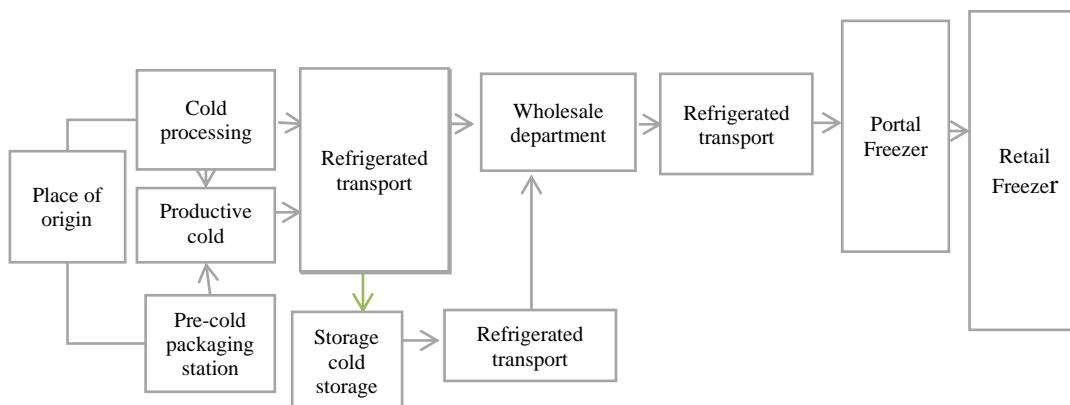 Place of
origin
Cold
processing
Productive
cold
Pre-cold
packaging
station
Refrigerated
transport
Storage
cold
storage
Refrigerated
transport
Wholesale
department
Refrigerated
transport
Portal
Freezer
Retail
Freezer